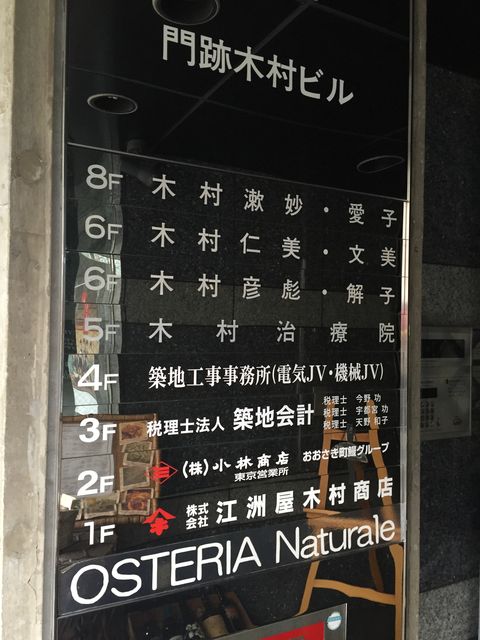 門跡木村ビル
8F 木村漱妙・愛子
6F 木村仁美・文美
6F 木村彦彪・解子
5F 木村治療院
4F 築地工事事務所(電気JV・機械JV)
3F 税理士法人 築地会計 税理士 今野 功
税理士 宇都宮 功
税理士 天野 和子
2F (株)小林商店 おおさき町鰻グループ
東京営業所
1F 株式会社 江洲屋木村商店
OSTERIA Naturale